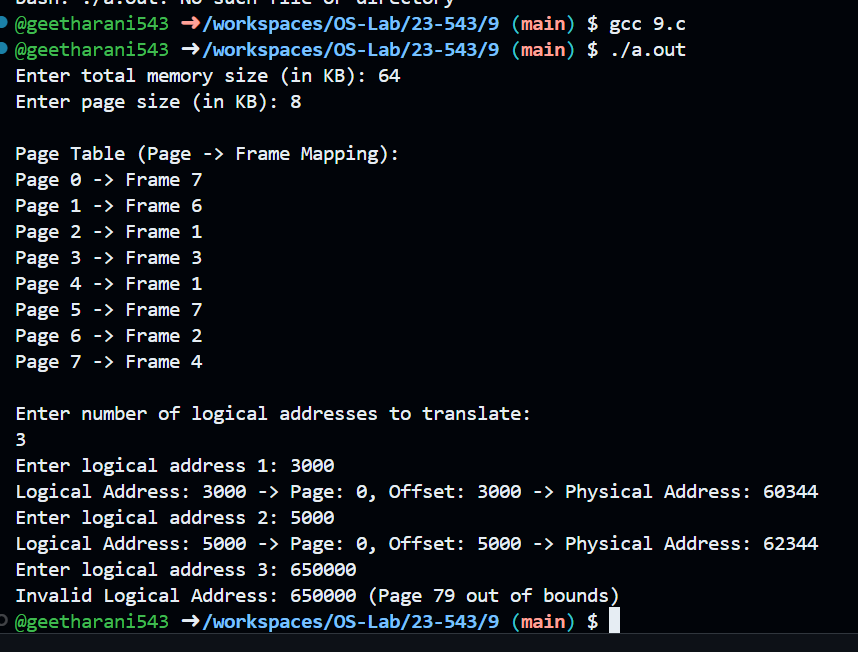 bash: ./a.out: No such file or directory
@geetharani543 ➜/workspaces/OS-Lab/23-543/9 (main) $ gcc 9.c
@geetharani543 ➜/workspaces/OS-Lab/23-543/9 (main) $ ./a.out
Enter total memory size (in KB): 64
Enter page size (in KB): 8
Page Table (Page -> Frame Mapping):
Page 0 -> Frame 7
Page 1 -> Frame 6
Page 2 -> Frame 1
Page 3 -> Frame 3
Page 4 -> Frame 1
Page 5 -> Frame 7
Page 6 -> Frame 2
Page 7 -> Frame 4
Enter number of logical addresses to translate:
3
Enter logical address 1: 3000
Logical Address: 3000 -> Page: 0, Offset: 3000 -> Physical Address: 60344
Enter logical address 2: 5000
Logical Address: 5000 -> Page: 0, Offset: 5000 -> Physical Address: 62344
Enter logical address 3: 650000
Invalid Logical Address: 650000 (Page 79 out of bounds)
@geetharani543 ➜/workspaces/OS-Lab/23-543/9 (main) $